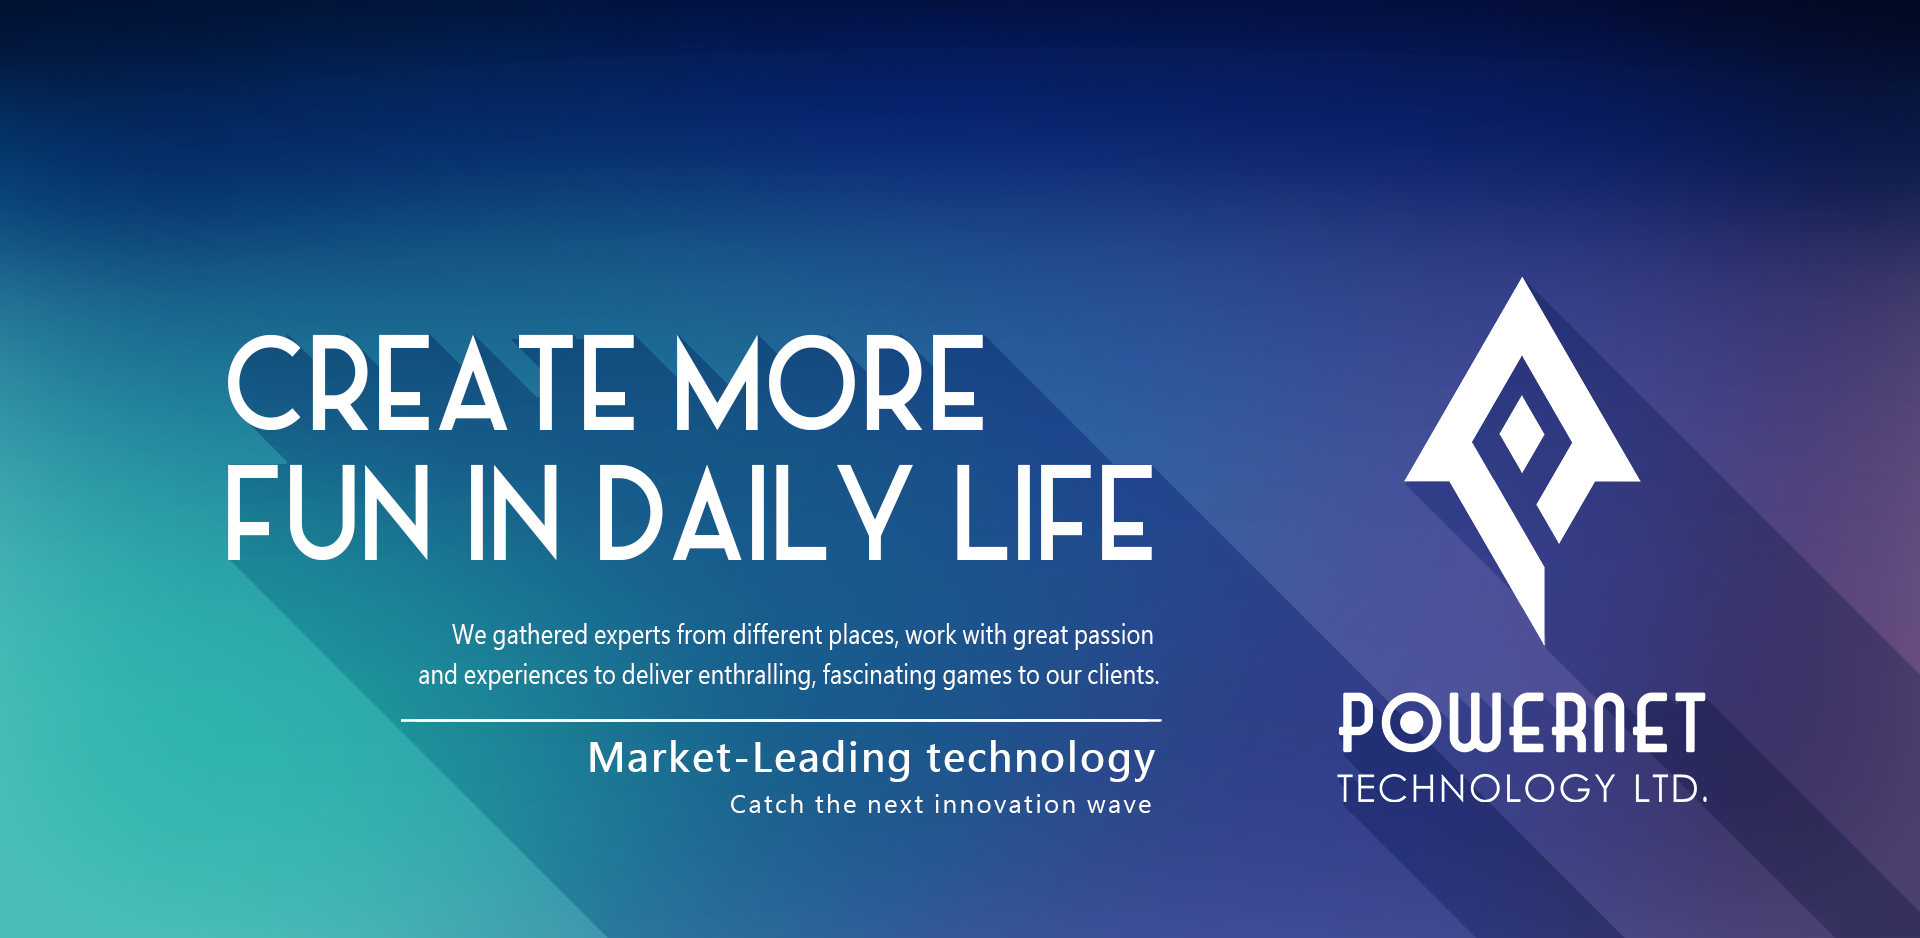 CREATE MORE
FUN IN DAILY LIFE
We gathered experts from different places, work with great passion
and experiences to deliver enthralling, fascinating games to our clients.
Market-Leading technology
Catch the next innovation wave
POWERNET
TECHNOLOGY LTD.